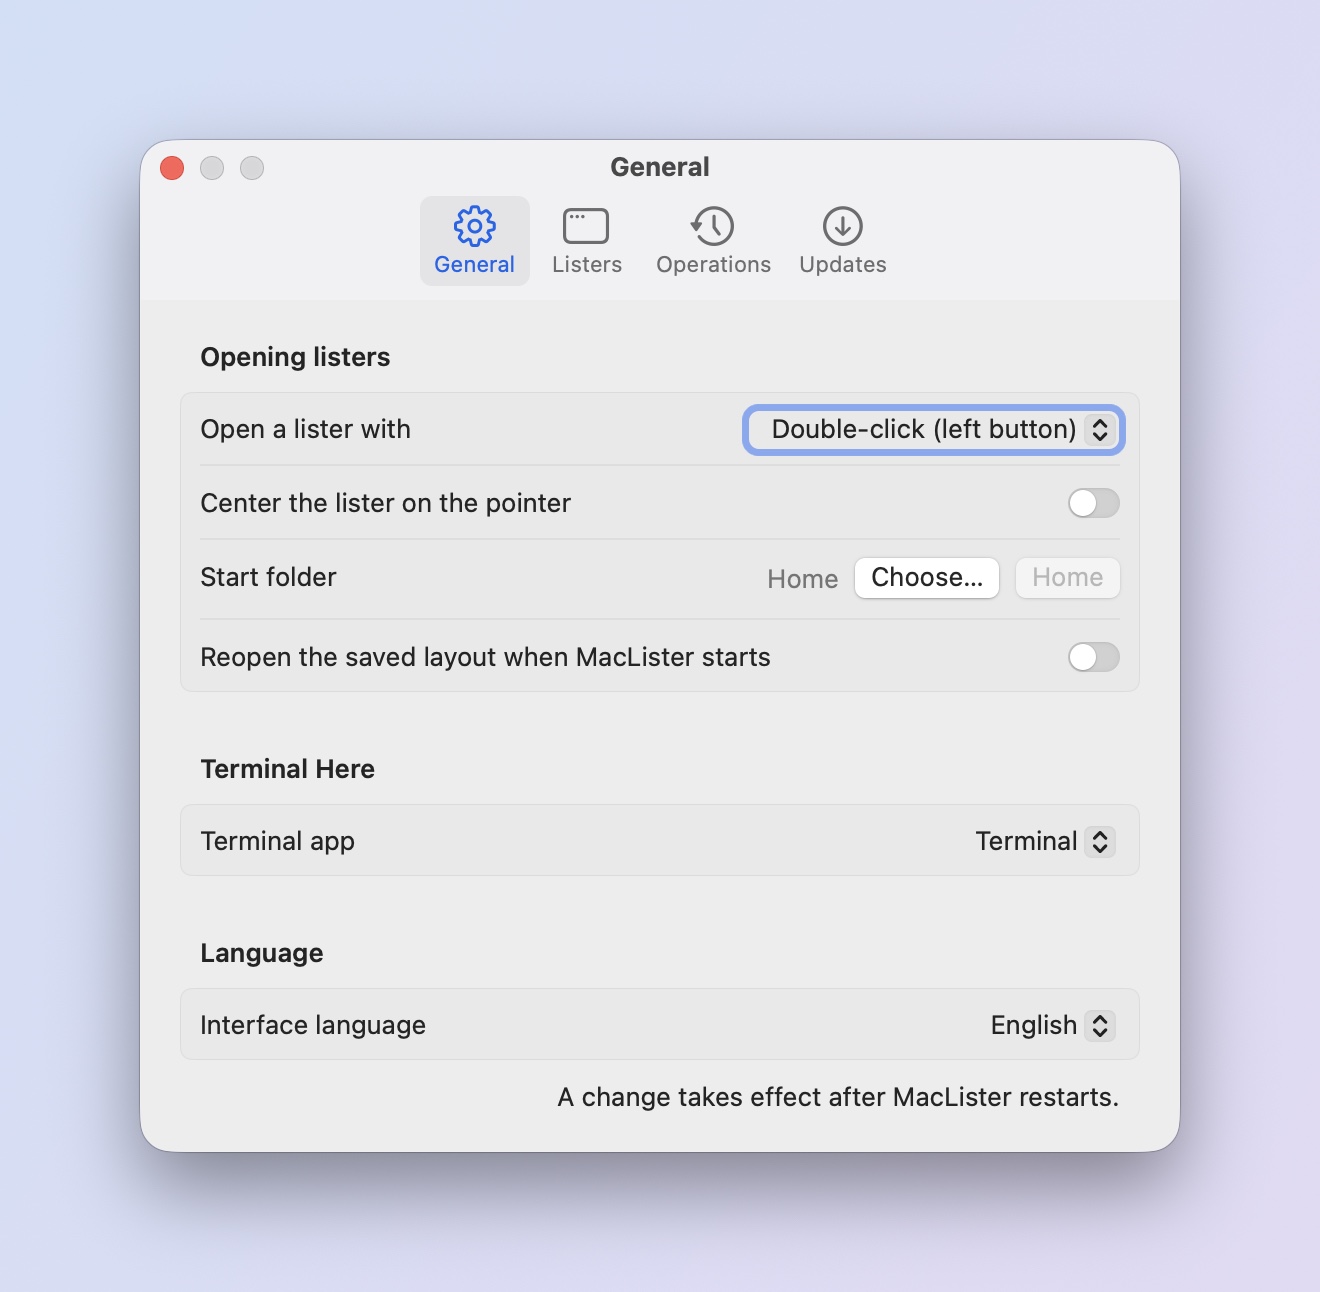 General
General
Listers
Operations
Updates
Opening listers
Open a lister with
Double-click (left button)
Center the lister on the pointer
Start folder
Home
Choose...
Home
Reopen the saved layout when MacLister starts
Terminal Here
Terminal app
Terminal
Language
Interface language
English
A change takes effect after MacLister restarts.